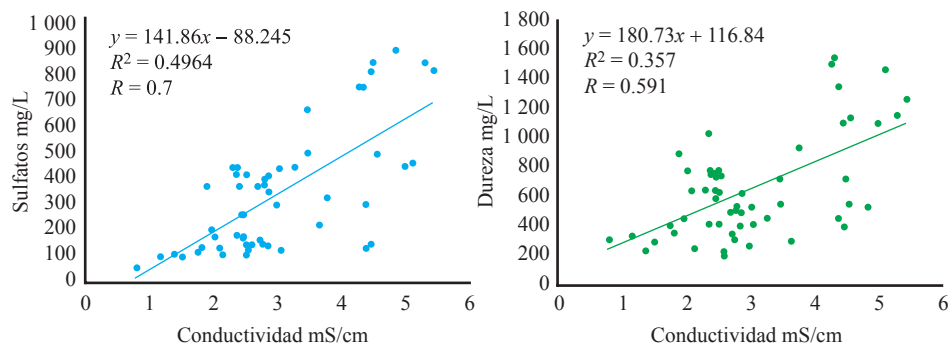 y = 141.86x – 88.245
R² = 0.4964
R = 0.7
Sulfatos mg/L
1 000
900
800
700
600
500
400
300
200
100
0
0 1 2 3 4 5 6
Conductividad mS/cm
y = 180.73x + 116.84
R² = 0.357
R = 0.591
Dureza mg/L
1 800
1 600
1 400
1 200
1 000
800
600
400
200
0
0 1 2 3 4 5 6
Conductividad mS/cm